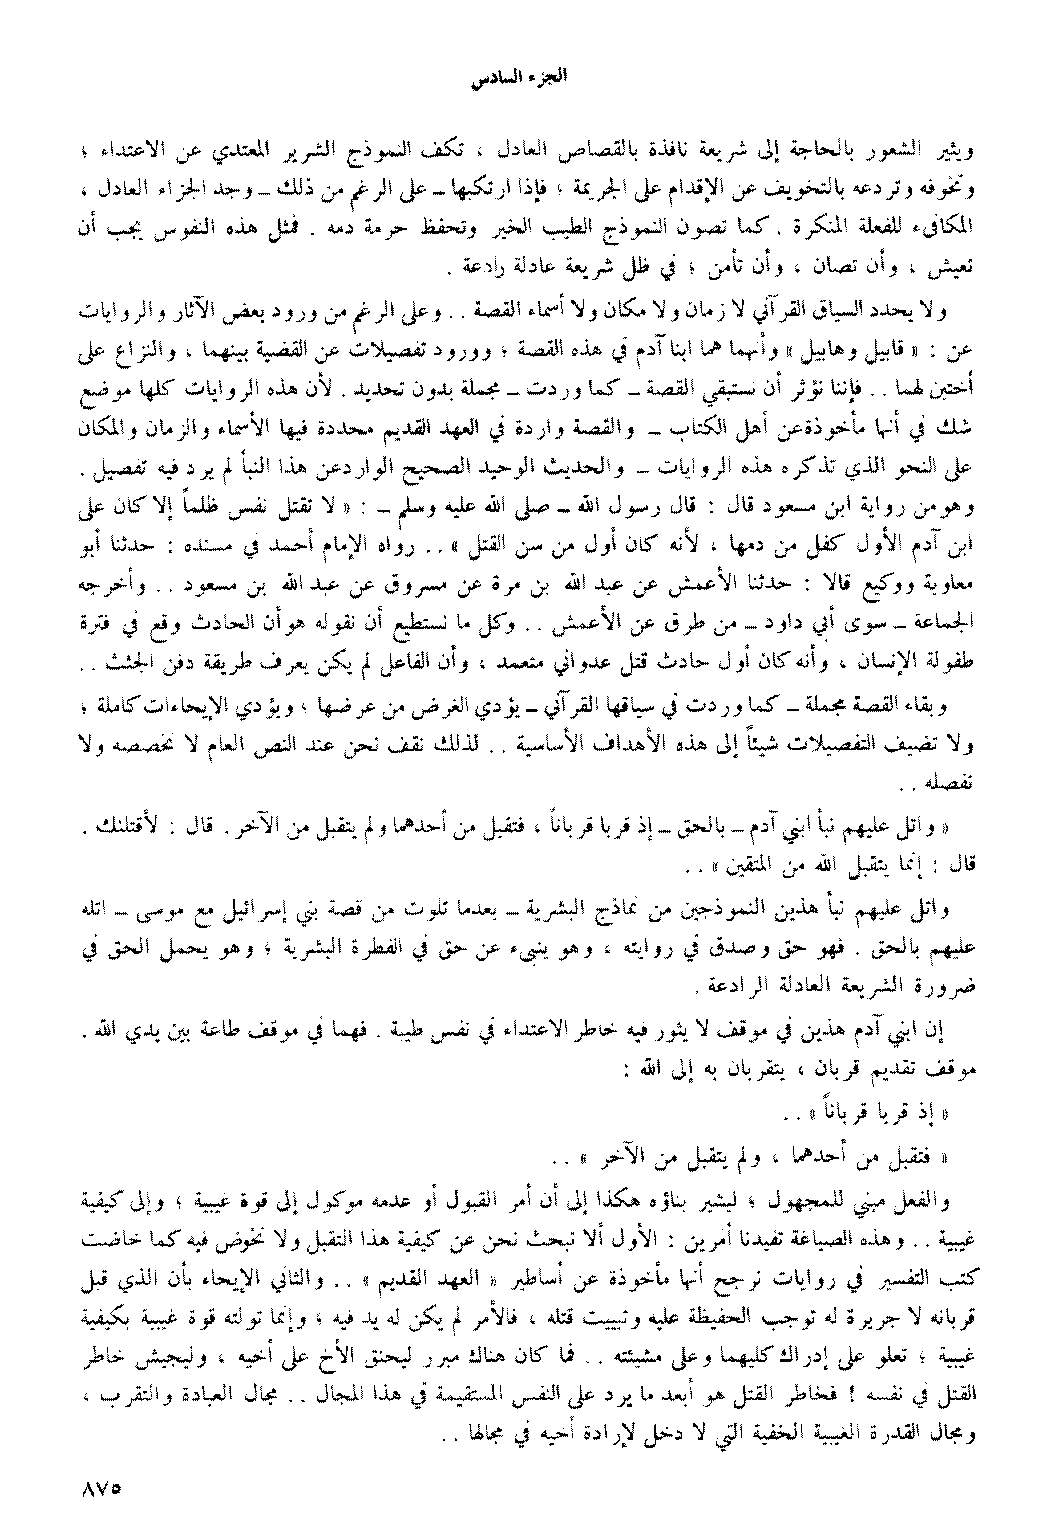 الجزء السادس
ويثير الشعور بالحاجة إلى شريعة نافذة بالقصاص العادل ، تكف النموذج الشرير المعتدي عن الاعتداء ؛
وتخوفه وتردعه بالتخويف عن الإقدام على الجريمة ؛ فإذا ارتكبها – على الرغم من ذلك – وجد الجزاء العادل ،
المكافىء للفعلة المنكرة . كما تصون النموذج الطيب الخير وتحفظ حرمة دمه . فمثل هذه النفوس يجب أن
تعيش ، وأن تصان ، وأن تأمن ؛ في ظل شريعة عادلة رادعة .
ولا يحدد السياق القرآني لا زمان ولا مكان ولا أسماء القصة .. وعلى الرغم من ورود بعض الآثار والروايات
عن : « قابيل وهابيل » وأنهما هما ابنا آدم في هذه القصة ؛ وورود تفصيلات عن القضية بينهما ، والنزاع على
أختين لهما .. فإننا نؤثر أن نستبقي القصة – كما وردت – مجملة بدون تحديد . لأن هذه الروايات كلها موضع
شك في أنها مأخوذة عن أهل الكتاب – والقصة واردة في العهد القديم محددة فيها الأسماء والزمان والمكان
على النحو الذي تذكره هذه الروايات – والحديث الوحيد الصحيح الوارد عن هذا النبأ لم يرد فيه تفصيل .
وهو من رواية ابن مسعود قال : قال رسول الله – صلى الله عليه وسلم – : « لا تقتل نفس ظلماً إلا كان على
ابن آدم الأول كفل من دمها ، لأنه كان أول من سن القتل » .. رواه الإمام أحمد في مسنده : حدثنا أبو
معاوية ووكيع قالا : حدثنا الأعمش عن عبد الله بن مرة عن مسروق عن عبد الله بن مسعود .. وأخرجه
الجماعة – سوى أبي داود – من طرق عن الأعمش .. وكل ما نستطيع أن نقوله هو أن الحادث وقع في فترة
طفولة الإنسان ، وأنه كان أول حادث قتل عدواني متعمد ، وأن الفاعل لم يكن يعرف طريقة دفن الجثث ..
وبقاء القصة مجملة – كما وردت في سياقها القرآني – يؤدي الغرض من عرضها ؛ ويؤدي الإيحاءات كاملة ؛
ولا تضيف التفصيلات شيئاً إلى هذه الأهداف الأساسية .. لذلك نقف نحن عند النص العام لا نخصصه ولا
نفصله ..
« واتل عليهم نبأ ابني آدم – بالحق – إذ قربا قرباناً ، فتقبل من أحدهما ولم يتقبل من الآخر . قال : لأقتلنك .
قال : إنما يتقبل الله من المتقين » ..
واتل عليهم نبأ هذين النموذجين من نماذج البشرية – بعدما تلوت من قصة بني إسرائيل مع موسى – اتله
عليهم بالحق . فهو حق وصدق في روايته ، وهو ينبىء عن حق في الفطرة البشرية ؛ وهو يحمل الحق في
ضرورة الشريعة العادلة الرادعة .
إن ابني آدم هذين في موقف لا يثور فيه خاطر الاعتداء في نفس طيبة . فهما في موقف طاعة بين يدي الله .
موقف تقديم قربان ، يتقربان به إلى الله :
« إذ قربا قرباناً » ..
« فتقبل من أحدهما ، ولم يتقبل من الآخر » ..
والفعل مبني للمجهول ؛ ليشير بناؤه هكذا إلى أن أمر القبول أو عدمه موكول إلى قوة غيبية ؛ وإلى كيفية
غيبية .. وهذه الصياغة تفيدنا أمرين : الأول ألا نبحث نحن عن كيفية هذا التقبل ولا نخوض فيه كما خاضت
كتب التفسير في روايات نرجح أنها مأخوذة عن أساطير « العهد القديم » .. والثاني الإيحاء بأن الذي قبل
قربانه لا جريرة له توجب الحفيظة عليه وتبييت قتله ، فالأمر لم يكن له يد فيه ؛ وإنما تولته قوة غيبية بكيفية
غيبية ؛ تعلو على إدراك كليهما وعلى مشيئته .. فما كان هناك مبرر ليحنق الأخ على أخيه ، وليجيش خاطر
القتل في نفسه ! فخاطر القتل هو أبعد ما يرد على النفس المستقيمة في هذا المجال .. مجال العبادة والتقرب ،
ومجال القدرة الغيبية الخفية التي لا دخل لإرادة أخيه في مجالها ..
٨٧٥